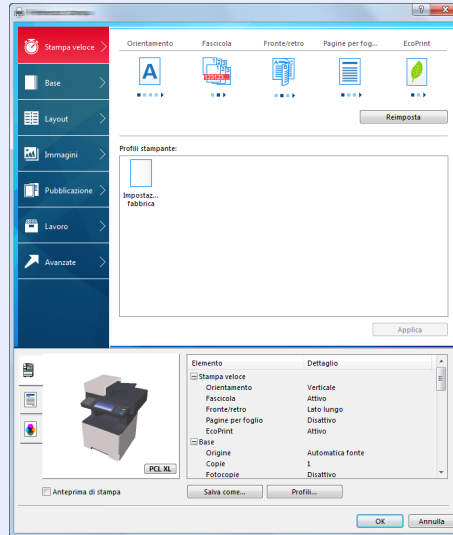 Stampa veloce
Base
Layout
Immagini
Pubblicazione
Lavoro
Avanzate
Orientamento Fascicola Fronte/retro Pagine per fog... EcoPrint
A
123123
Reimposta
Profili stampante:
Impostaz...
fabbrica
Applica
Elemento Dettaglio
Stampa veloce
Orientamento Verticale
Fascicola Attivo
Fronte/retro Lato lungo
Pagine per foglio Disattivo
EcoPrint Attivo
Base
Origine Automatica fonte
Copie 1
Fotocopie Disattivo
PCL XL
Anteprima di stampa
Salva come... Profili...
OK Annulla